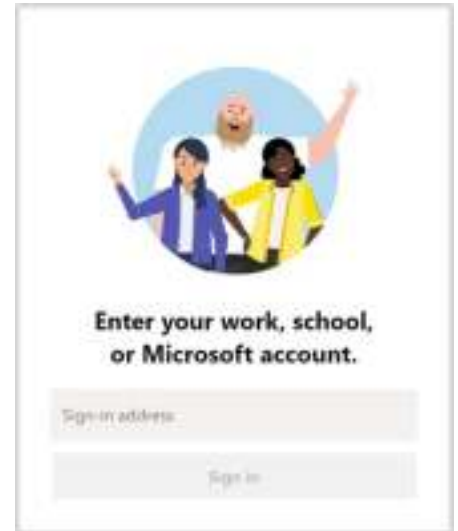 Enter your work, school,
or Microsoft account.
Sign-in address
Sign in